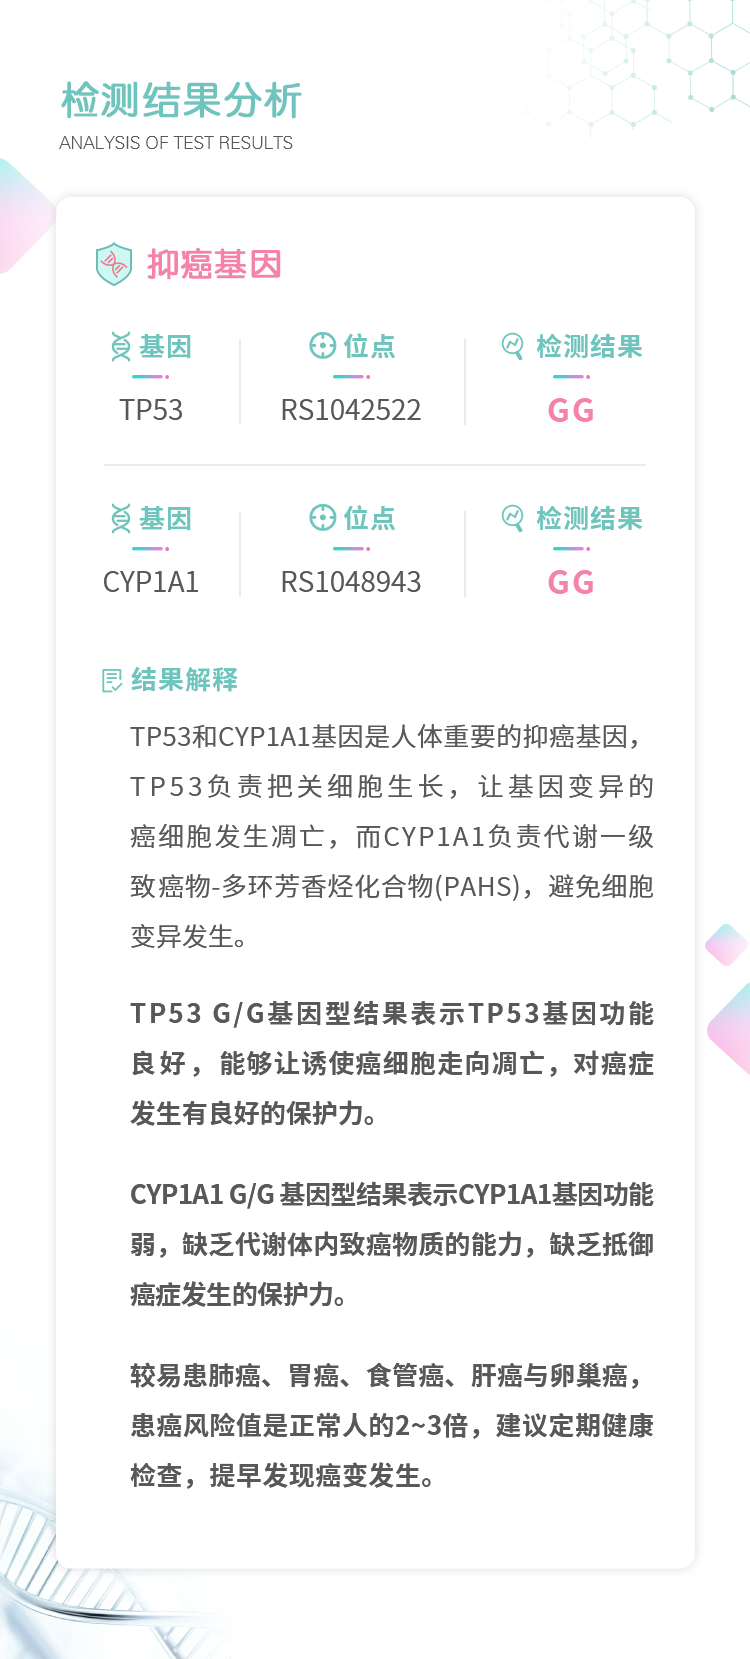 检测结果分析
ANALYSIS OF TEST RESULTS
抑癌基因
基因 位点 检测结果
TP53 RS1042522 GG
基因 位点 检测结果
CYP1A1 RS1048943 GG
结果解释
TP53和CYP1A1基因是人体重要的抑癌基因，
TP53负责把关细胞生长，让基因变异的
癌细胞发生凋亡，而CYP1A1负责代谢一级
致癌物-多环芳香烃化合物(PAHS)，避免细胞
变异发生。
TP53 G/G基因型结果表示TP53基因功能
良好，能够让诱使癌细胞走向凋亡，对癌症
发生有良好的保护力。
CYP1A1 G/G 基因型结果表示CYP1A1基因功能
弱，缺乏代谢体内致癌物质的能力，缺乏抵御
癌症发生的保护力。
较易患肺癌、胃癌、食管癌、肝癌与卵巢癌，
患癌风险值是正常人的2~3倍，建议定期健康
检查，提早发现癌变发生。